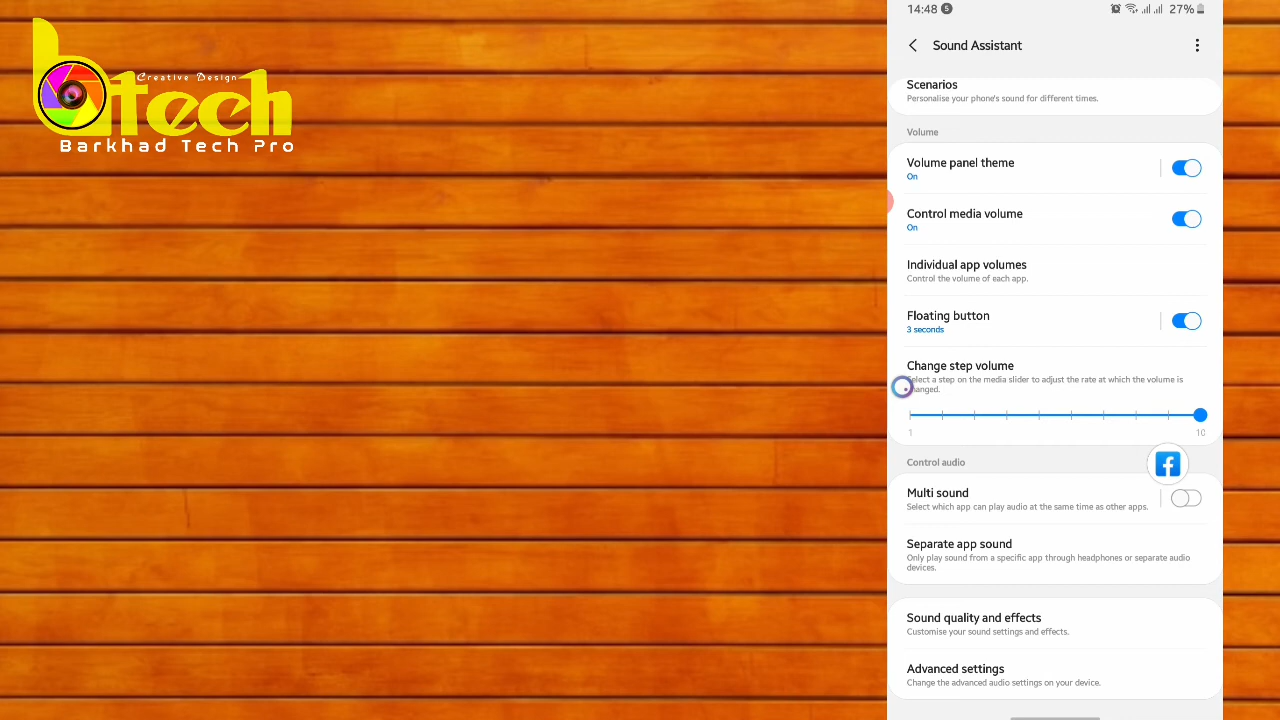 Creative Design
btech
Barkhad Tech Pro
14:48 5
27%
Sound Assistant
Scenarios
Personalise your phone's sound for different times.
Volume
Volume panel theme
On
Control media volume
On
Individual app volumes
Control the volume of each app.
Floating button
3 seconds
Change step volume
elect a step on the media slider to adjust the rate at which the volume is
hanged.
1 10
Control audio
Multi sound
Select which app can play audio at the same time as other apps.
Separate app sound
Only play sound from a specific app through headphones or separate audio
devices.
Sound quality and effects
Customise your sound settings and effects.
Advanced settings
Change the advanced audio settings on your device.